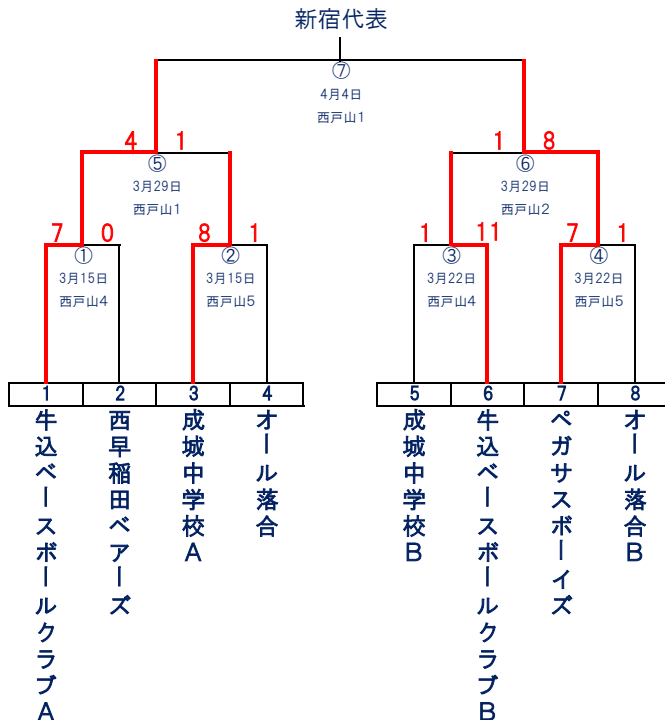 新宿代表
⑦
4月4日
西戸山1
4 1
⑤
3月29日
西戸山1
1 8
⑥
3月29日
西戸山2
7 0
①
3月15日
西戸山4
8 1
②
3月15日
西戸山5
1 11
③
3月22日
西戸山4
7 1
④
3月22日
西戸山5
1 2 3 4 5 6 7 8
牛込ベースボールクラブA
西早稲田ベアーズ
成城中学校A
オール落合
成城中学校B
牛込ベースボールクラブB
ペガサスボーイズ
オール落合B